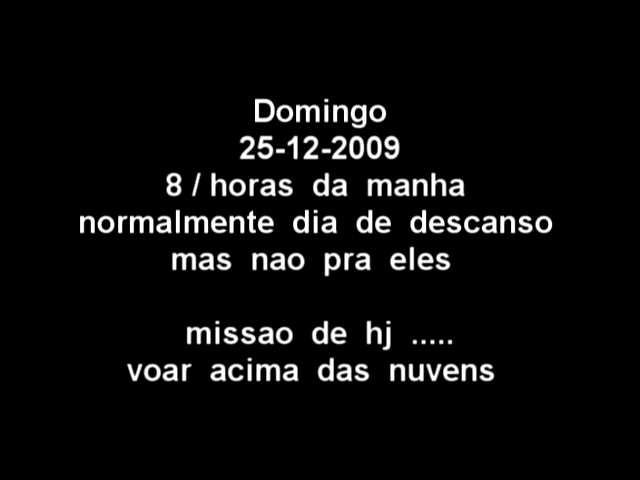 Domingo
25-12-2009
8 / horas da manha
normalmente dia de descanso
mas nao pra eles
missao de hj .....
voar acima das nuvens